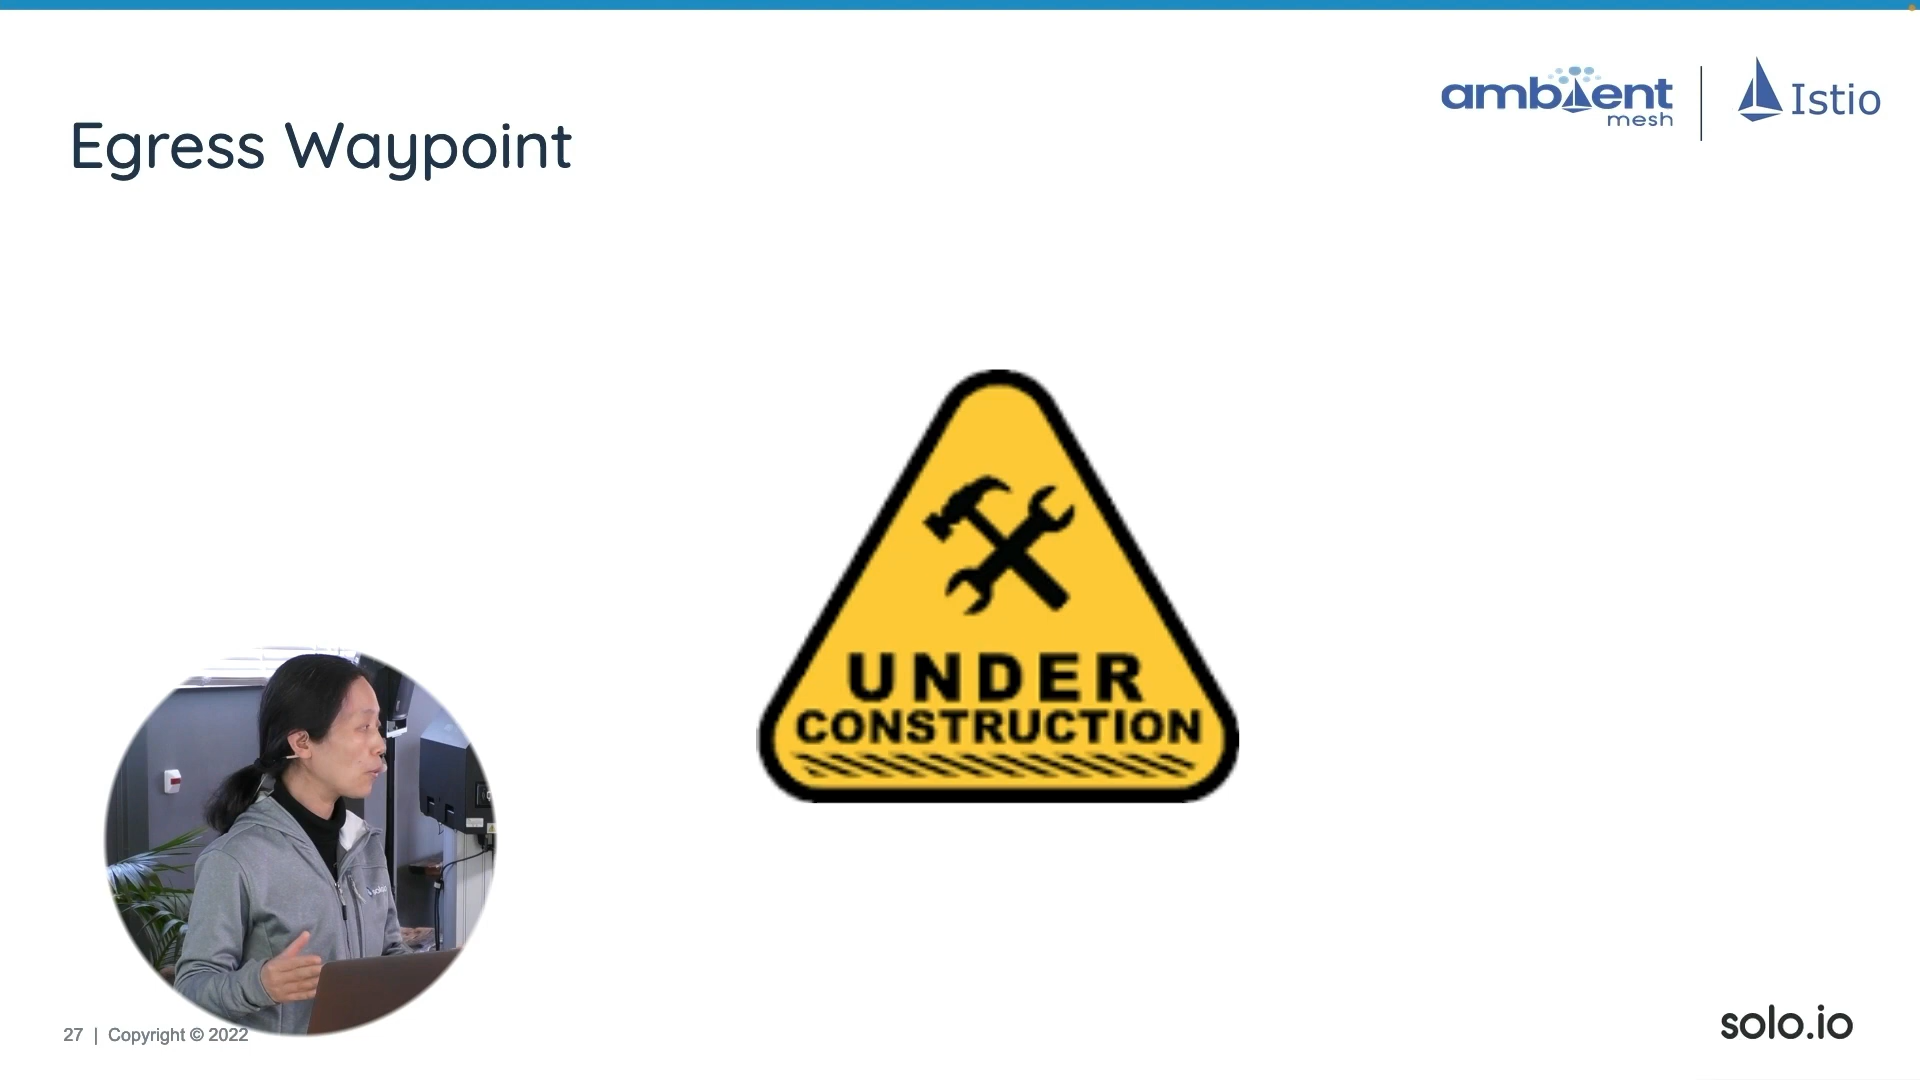 ambient
mesh
Istio
Egress Waypoint
UNDER
CONSTRUCTION
27 | Copyright © 2022
solo.io